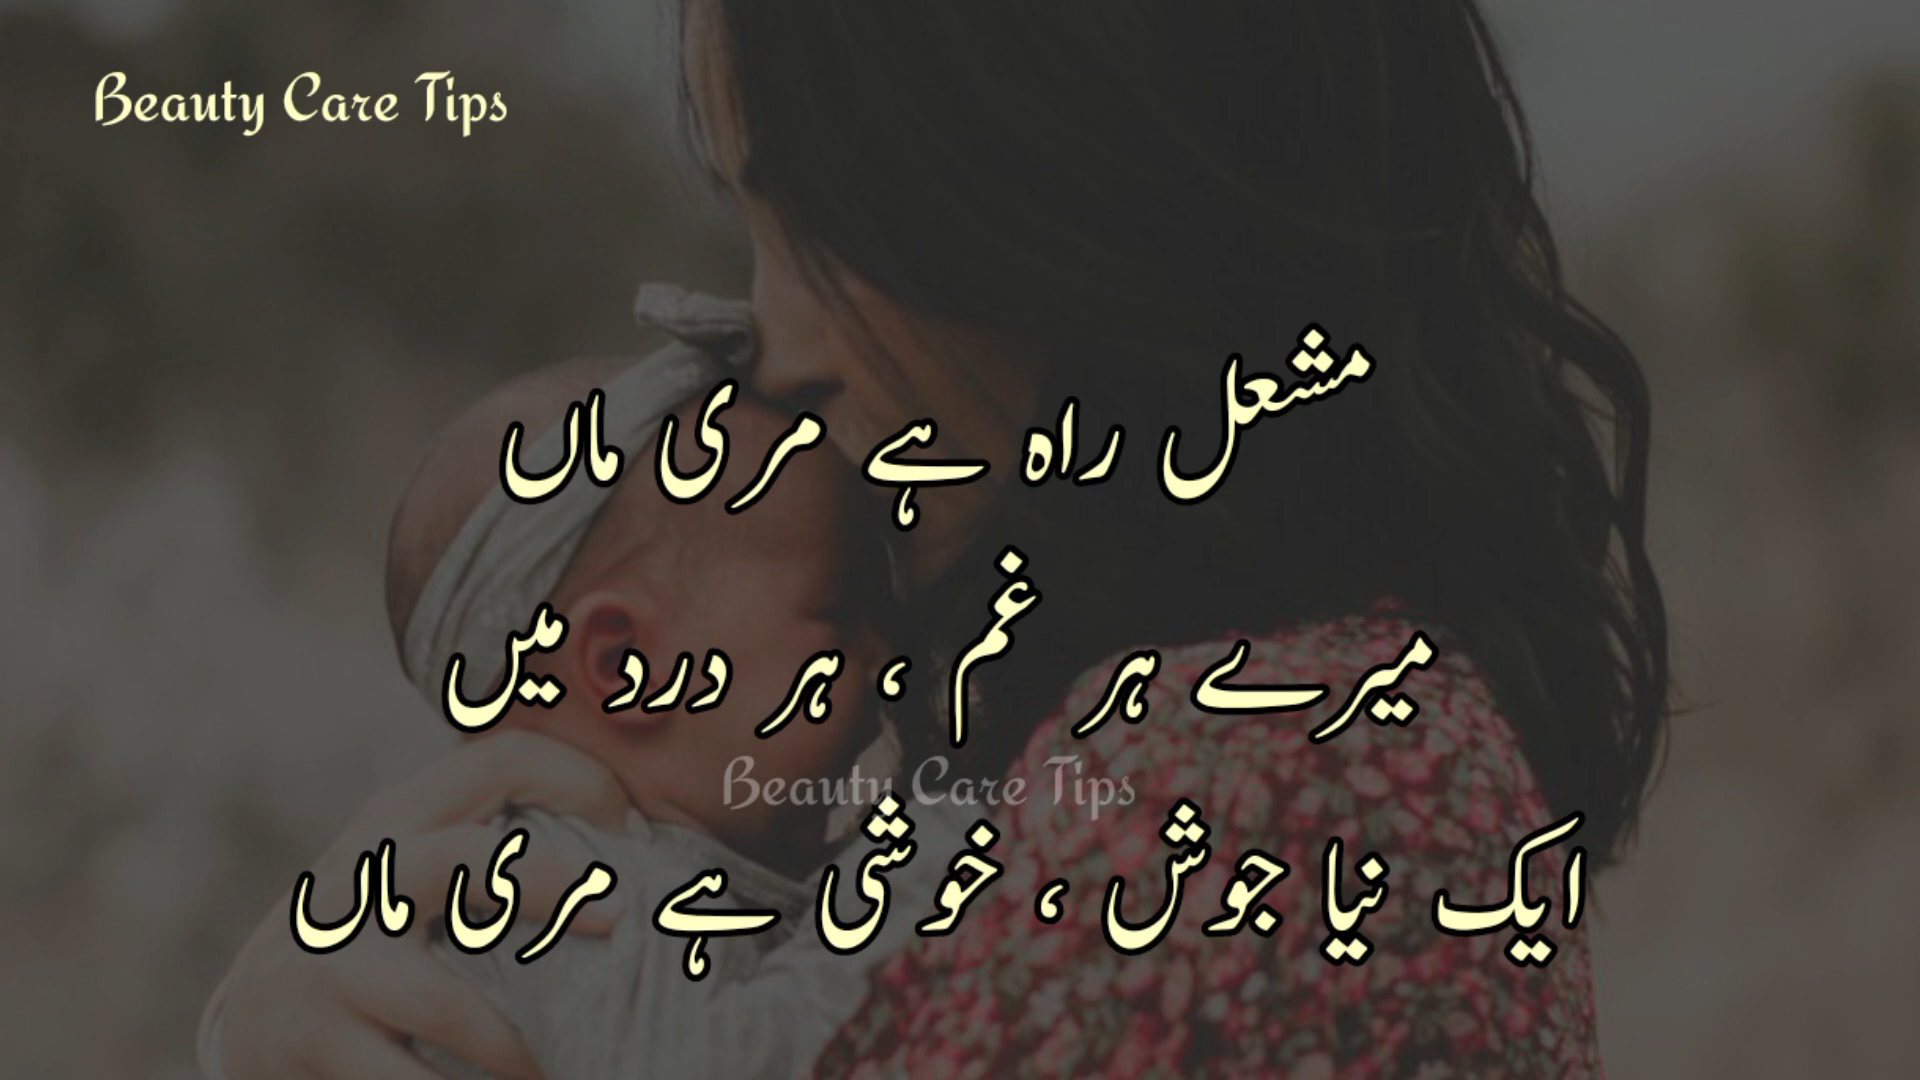 Beauty Care Tips
مشعل راہ ہے مری ماں
میرے ہر غم ، ہر درد میں
Beauty Care Tips
ایک نیا جوش ، خوشی ہے مری ماں